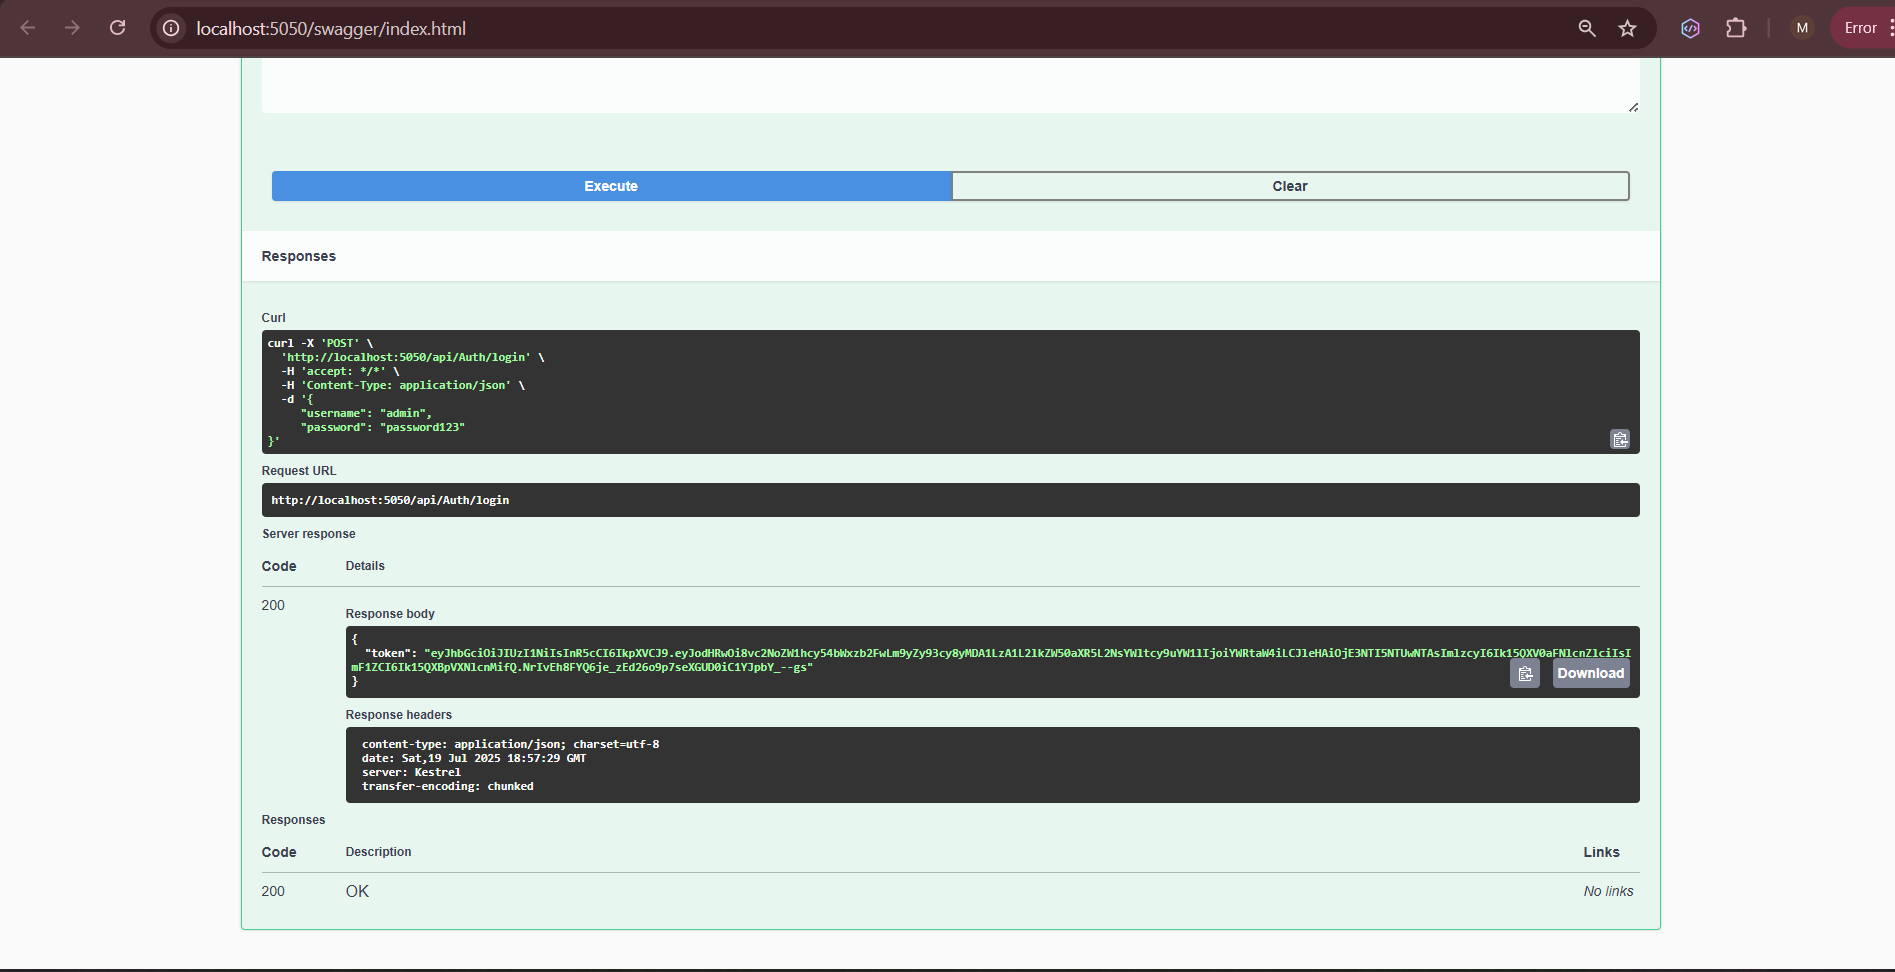 localhost:5050/swagger/index.html
M
Error
Execute
Clear
Responses
Curl
curl -X 'POST' \
'http://localhost:5050/api/Auth/login' \
-H 'accept: */*' \
-H 'Content-Type: application/json' \
-d '{
"username": "admin",
"password": "password123"
}'
Request URL
http://localhost:5050/api/Auth/login
Server response
Code Details
200
Response body
{
"token": "eyJhbGciOiJIUzI1NiIsInR5cCI6IkpXVCJ9.eyJodHRwOi8vc2NoZW1hcy54bWxzb2FwLm9yZy93cy8yMDA1LzA1L2lkZW50aXR5L2NsYWltcy9uYW1lIjoiYWRtaW4iLCJleHAiOjE3NTI5NTUwNTAsImlzcyI6Ik15QXV0aFNlcnZlciIsI
mF1ZCI6Ik15QXBpVXNlcnMifQ.NrIvEh8FYQ6je_zEd26o9p7seXGUD0iC1YJpbY_--gs"
}
Download
Response headers
content-type: application/json; charset=utf-8
date: Sat,19 Jul 2025 18:57:29 GMT
server: Kestrel
transfer-encoding: chunked
Responses
Code Description Links
200 OK No links